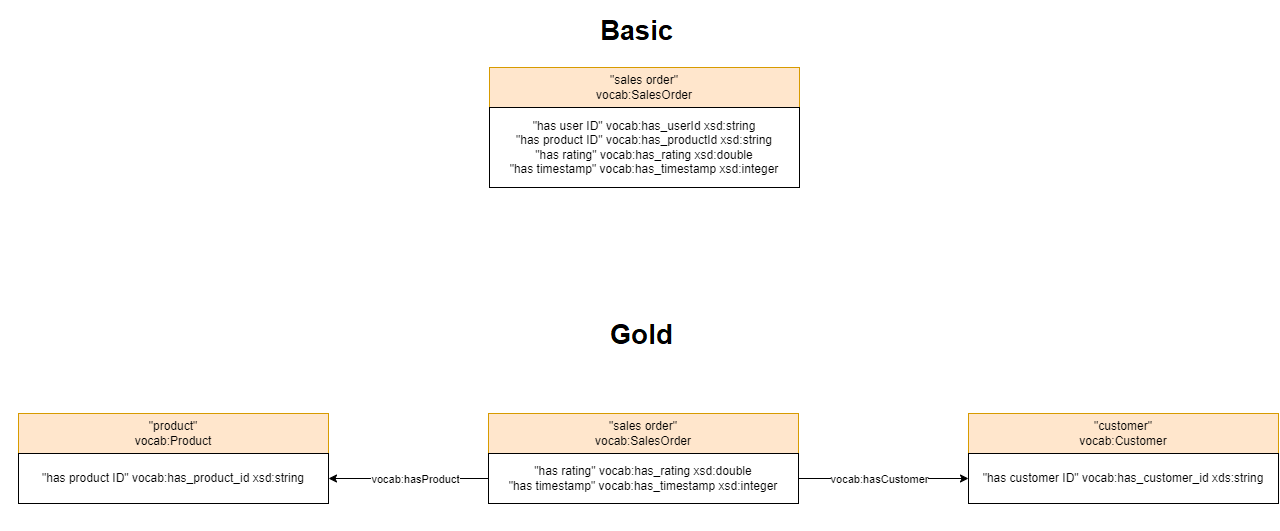 Basic
"sales order"
vocab:SalesOrder
"has user ID" vocab:has_userId xsd:string
"has product ID" vocab:has_productId xsd:string
"has rating" vocab:has_rating xsd:double
"has timestamp" vocab:has_timestamp xsd:integer
Gold
"product"
vocab:Product
"has product ID" vocab:has_product_id xsd:string
vocab:hasProduct
"sales order"
vocab:SalesOrder
"has rating" vocab:has_rating xsd:double
"has timestamp" vocab:has_timestamp xsd:integer
vocab:hasCustomer
"customer"
vocab:Customer
"has customer ID" vocab:has_customer_id xds:string